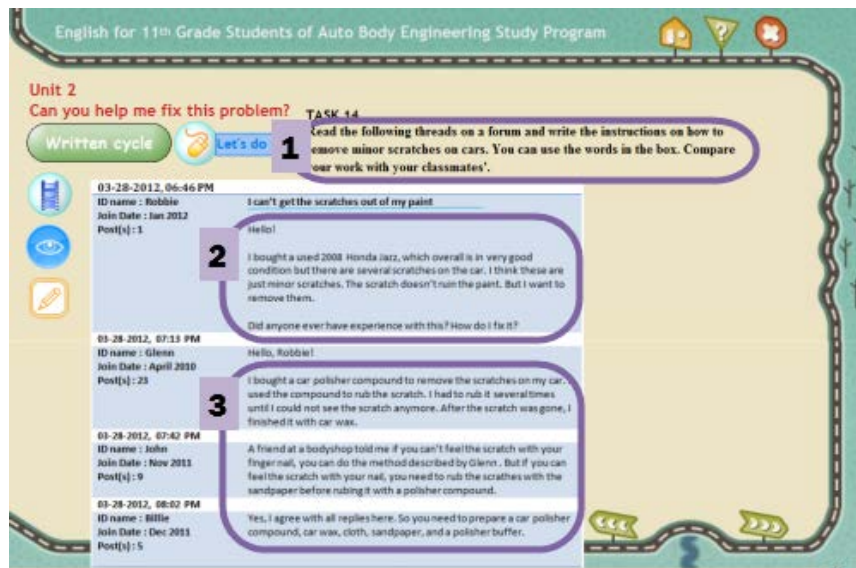 English for 11th Grade Students of Auto Body Engineering Study Program
Unit 2
Can you help me fix this problem?
TASK 14
Written cycle
Let's do
1
Read the following threads on a forum and write the instructions on how to
remove minor scratches on cars. You can use the words in the box. Compare
your work with your classmates'.
03-28-2012, 06:46 PM
ID name : Robbie
Join Date : Jan 2012
Post(s) : 1
I can't get the scratches out of my paint
2
Hello!
I bought a used 2008 Honda Jazz, which overall is in very good
condition but there are several scratches on the car. I think these are
just minor scratches. The scratch doesn't ruin the paint. But I want to
remove them.
Did anyone ever have experience with this? How do I fix it?
03-28-2012, 07:13 PM
ID name : Glenn
Join Date : April 2010
Post(s) : 23
Hello, Robbie!
3
I bought a car polisher compound to remove the scratches on my car. I
used the compound to rub the scratch. I had to rub it several times
until I could not see the scratch anymore. After the scratch was gone, I
finished it with car wax.
03-28-2012, 07:42 PM
ID name : John
Join Date : Nov 2011
Post(s) : 9
A friend at a bodyshop told me if you can't feel the scratch with your
finger nail, you can do the method described by Glenn . But if you can
feel the scratch with your nail, you need to rub the scrathes with the
sandpaper before rubing it with a polisher compound.
03-28-2012, 08:02 PM
ID name : Billie
Join Date : Dec 2011
Post(s) : 5
Yes, I agree with all replies here. So you need to prepare a car polisher
compound, car wax, cloth, sandpaper, and a polisher buffer.